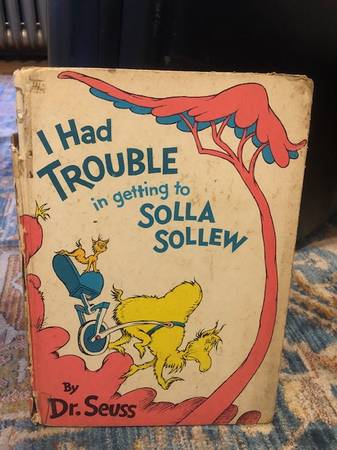 I Had
TROUBLE
in getting to
SOLLA
SOLLEW
By
Dr. Seuss